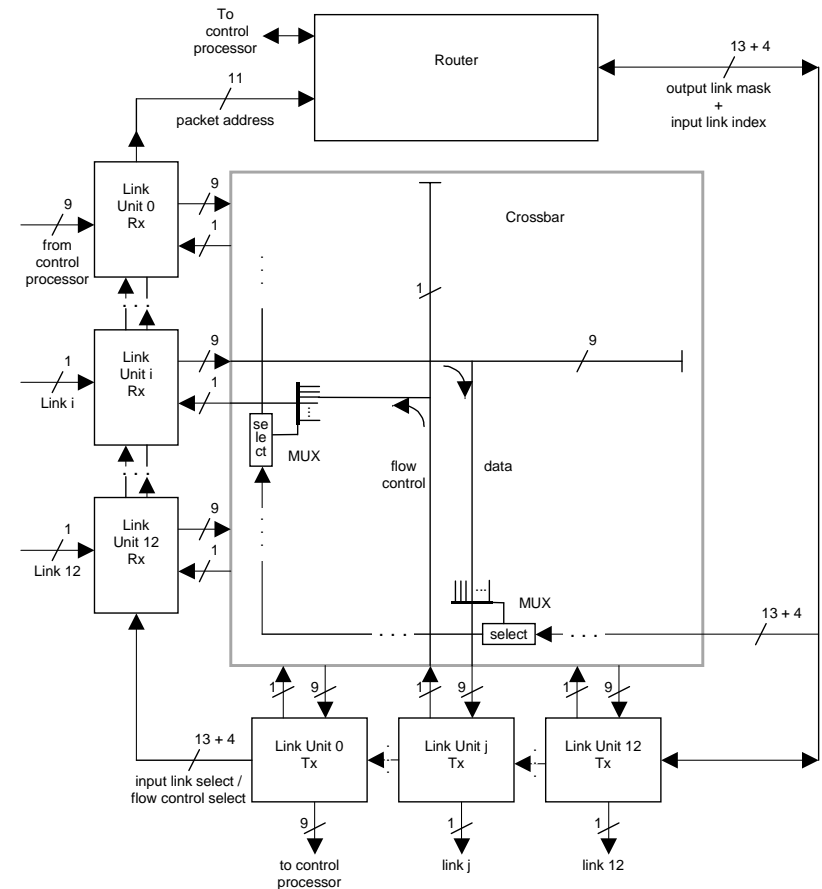 To
control
processor
Router
13 + 4
output link mask
+
input link index
11
packet address
Link
Unit 0
Rx
9
from
control
processor
9
1
Crossbar
. . .
1
. . .
Link
Unit i
Rx
1
Link i
9
1
9
se
le
ct
MUX
...
flow
control
data
. . .
Link
Unit 12
Rx
1
Link 12
9
1
. . .
...
MUX
select
. . .
. . .
13 + 4
1
9
1
9
1
9
Link Unit 0
Tx
Link Unit j
Tx
Link Unit 12
Tx
13 + 4
input link select /
flow control select
9
to control
processor
1
link j
1
link 12